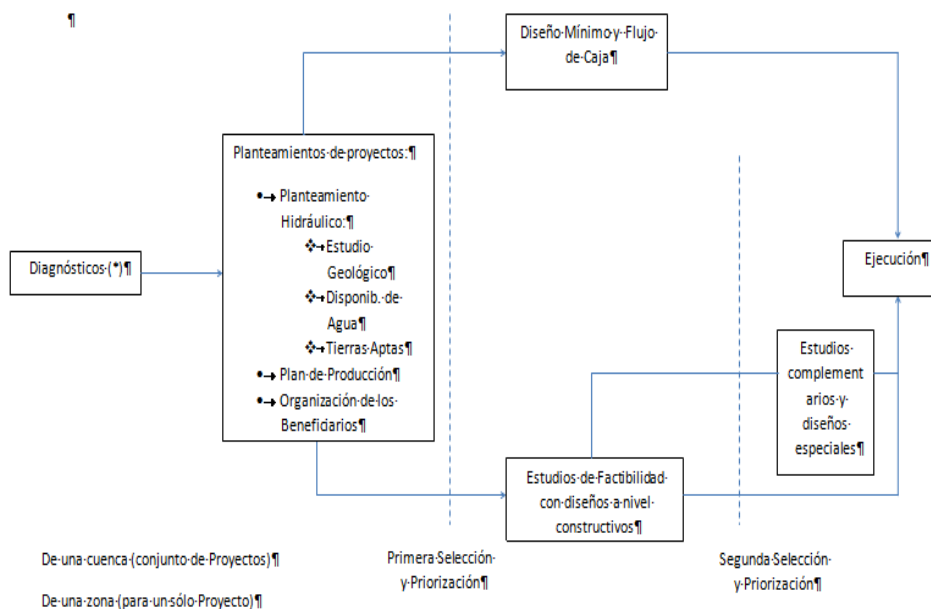 ¶
Diseño·Mínimo·y··Flujo·
de·Caja¶
Planteamientos·de·proyectos:¶
•→ Planteamiento·
Hidráulico:¶
❖→Estudio·
Geológico¶
❖→Disponib.·de·
Agua¶
❖→Tierras·Aptas¶
•→ Plan·de·Producción¶
•→ Organización·de·los·
Beneficiarios¶
Diagnósticos·(*)¶
Ejecución¶
Estudios·
complement
arios·y·
diseños·
especiales¶
Estudios·de·Factibilidad·
con·diseños·a·nivel·
constructivos¶
De·una·cuenca·(conjunto·de·Proyectos)¶
De·una·zona·(para·un·sólo·Proyecto)¶
Primera·Selección·
y·Priorización¶
Segunda·Selección·
y·Priorización¶